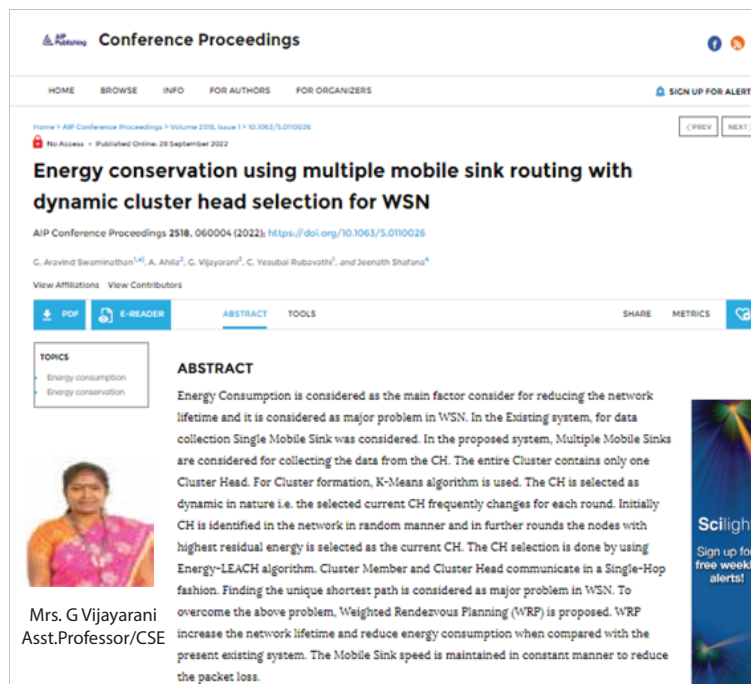 AIP Publishing Conference Proceedings
HOME BROWSE INFO FOR AUTHORS FOR ORGANIZERS SIGN UP FOR ALERT
Home > AIP Conference Proceedings > Volume 2518, Issue 1 > 10.1063/5.0110026
No Access • Published Online: 28 September 2022
< PREV NEXT >
Energy conservation using multiple mobile sink routing with
dynamic cluster head selection for WSN
AIP Conference Proceedings 2518, 060004 (2022); https://doi.org/10.1063/5.0110026
G. Aravind Swaminathan1,a), A. Ahila2, G. Vijayarani3, C. Yesubai Rubavathi1, and Jeenath Shafana4
View Affiliations View Contributors
PDF E-READER ABSTRACT TOOLS SHARE METRICS
TOPICS
Energy consumption
Energy conservation
ABSTRACT
Energy Consumption is considered as the main factor consider for reducing the network
lifetime and it is considered as major problem in WSN. In the Existing system, for data
collection Single Mobile Sink was considered. In the proposed system, Multiple Mobile Sinks
are considered for collecting the data from the CH. The entire Cluster contains only one
Cluster Head. For Cluster formation, K-Means algorithm is used. The CH is selected as
dynamic in nature i.e. the selected current CH frequently changes for each round. Initially
CH is identified in the network in random manner and in further rounds the nodes with
highest residual energy is selected as the current CH. The CH selection is done by using
Energy-LEACH algorithm. Cluster Member and Cluster Head communicate in a Single-Hop
fashion. Finding the unique shortest path is considered as major problem in WSN. To
overcome the above problem, Weighted Rendezvous Planning (WRP) is proposed. WRP
increase the network lifetime and reduce energy consumption when compared with the
present existing system. The Mobile Sink speed is maintained in constant manner to reduce
the packet loss.
Mrs. G Vijayarani
Asst.Professor/CSE
Scilight
Sign up for
free weekly
alerts!